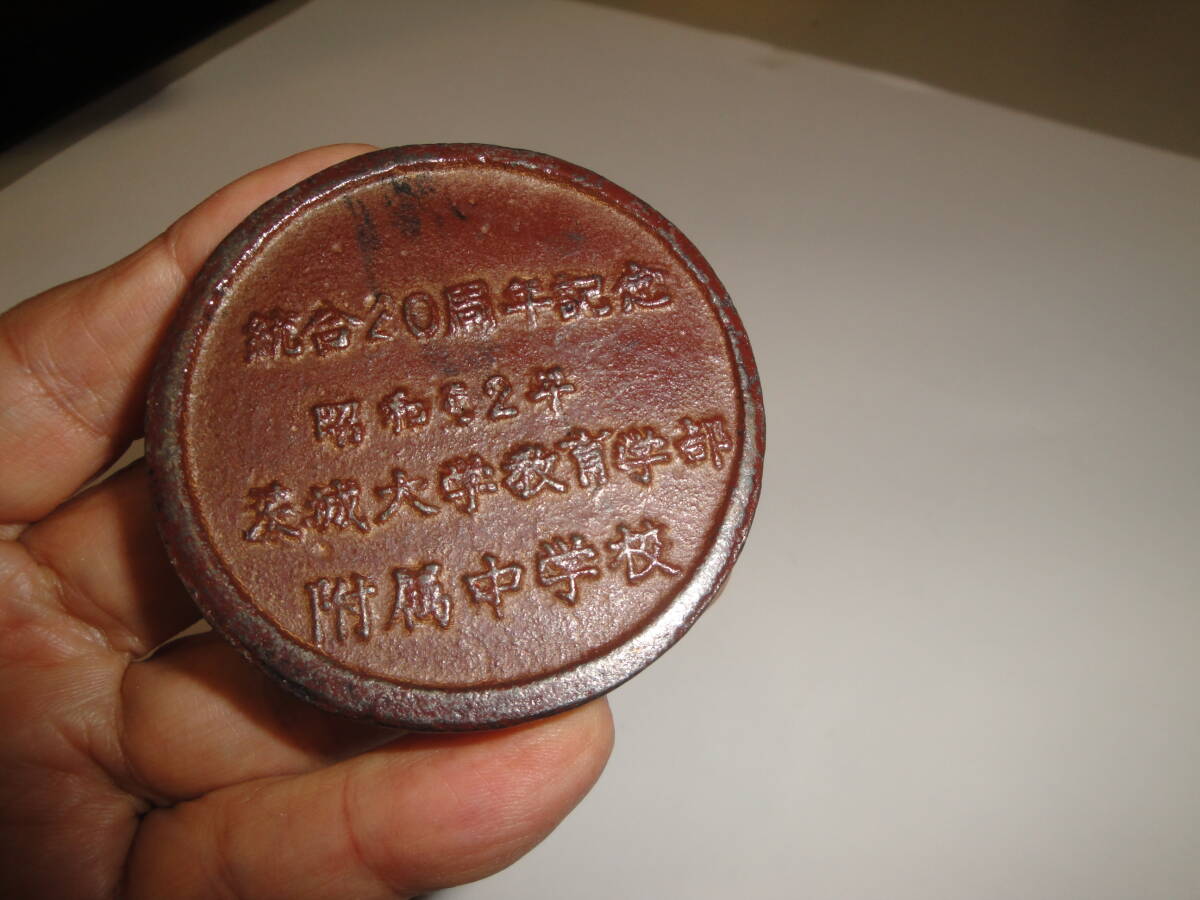 統合20周年記念
昭和52年
茨城大学教育学部
附属中学校